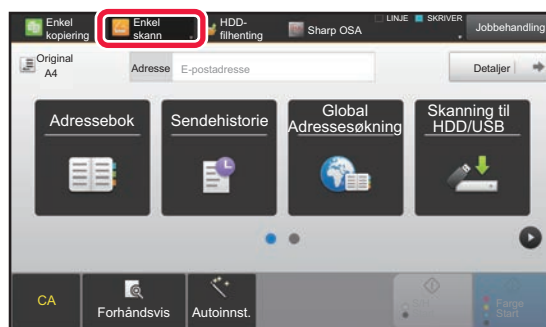 Enkel
kopiering
Enkel
skann
HDD-
filhenting
Sharp OSA
LINJE
SKRIVER
Jobbehandling
Original
A4
Adresse
E-postadresse
Detaljer
Adressebok
Sendehistorie
Global
Adressesøkning
Skanning til
HDD/USB
CA
Forhåndsvis
Autoinnst.
Farge
Start